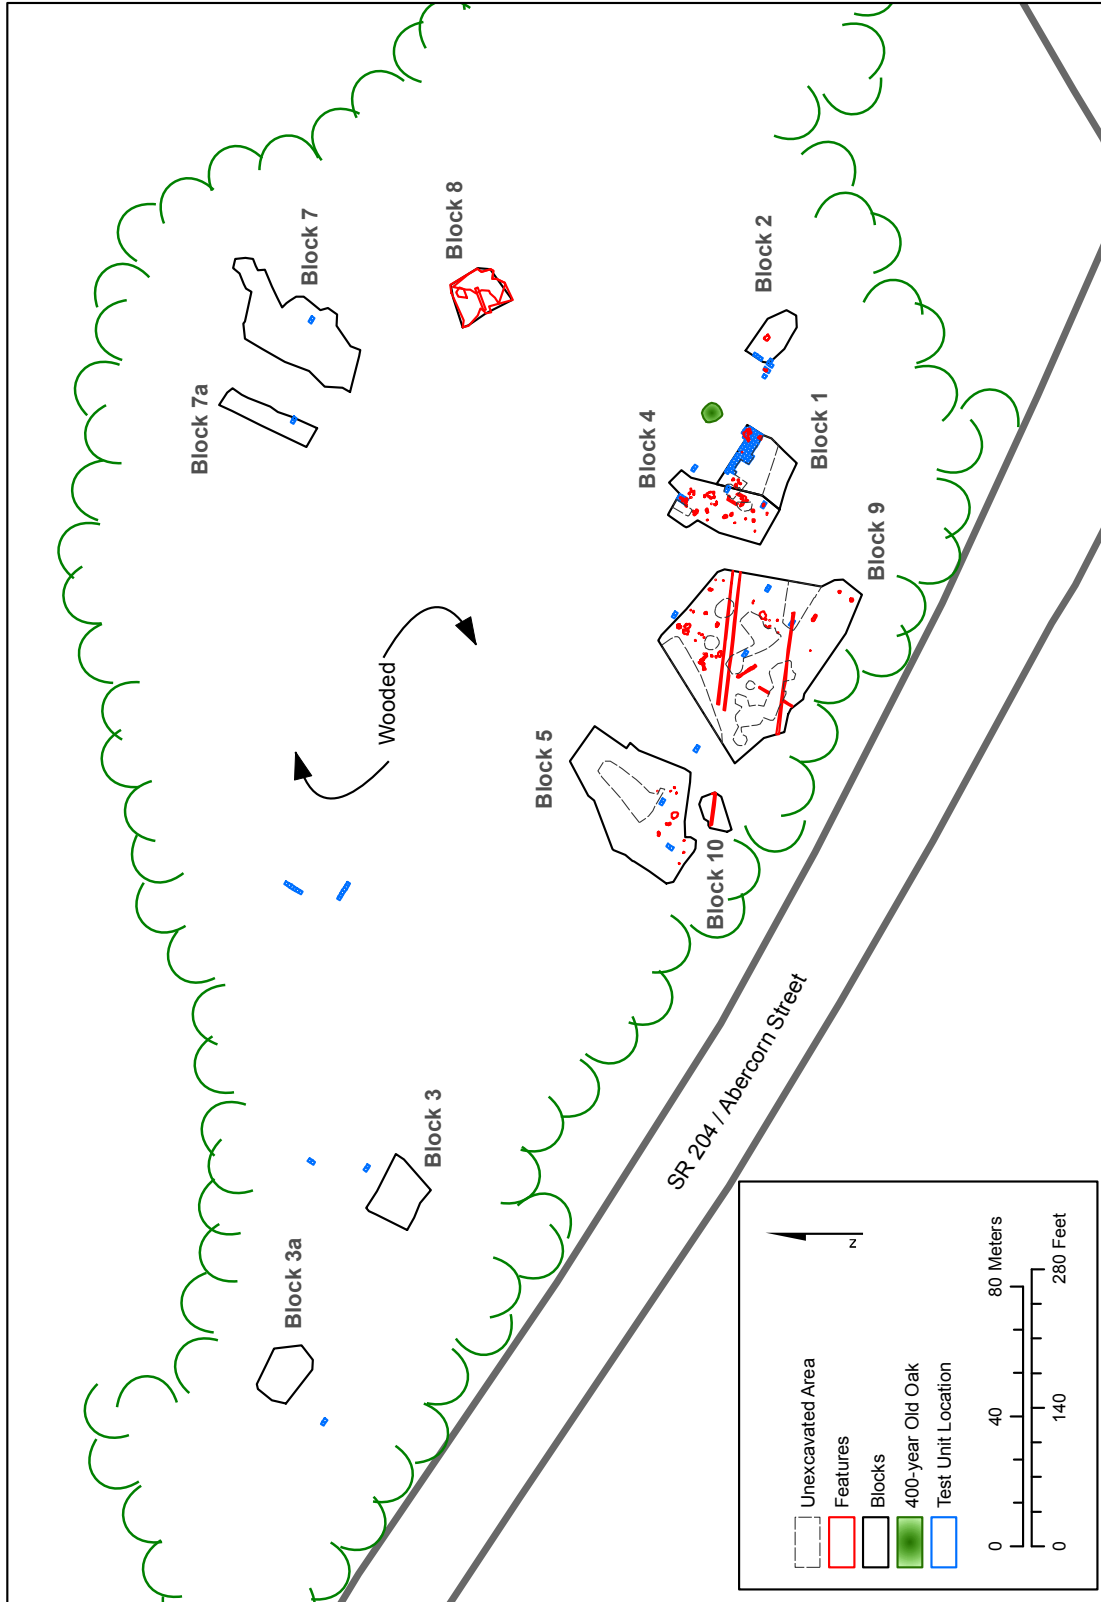 Block 7
Block 8
Block 2
Block 7a
Block 4
Block 1
Block 9
Wooded
Block 5
Block 10
Block 3
Block 3a
SR 204 / Abercorn Street
Unexcavated Area
Features
Blocks
400-year Old Oak
Test Unit Location
N
0 40 80 Meters
0 140 280 Feet